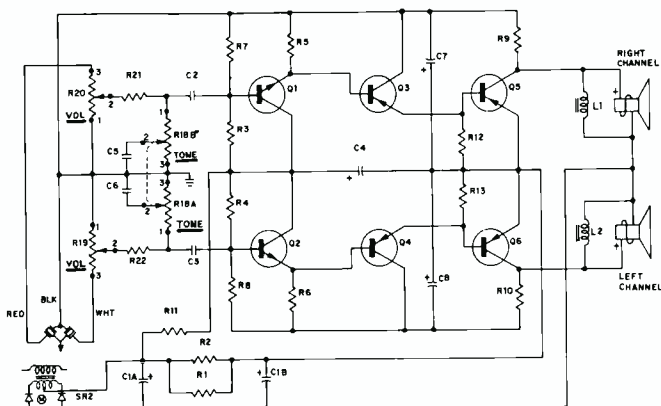 R7
R5
C7
R9
RIGHT
CHANNEL
3
R20
R21
C2
Q1
Q3
Q5
+
+
L1
2
VOL
1
1
R18B
R3
R12
C5
2
TONE
3
C4
+
C6
3
R4
R13
R18A
2
1
TONE
R19
1
2
VOL
3
R22
C3
Q2
Q4
Q6
L2
+
LEFT
CHANNEL
R8
R6
C8
+
R10
RED
BLK
WHT
R11
R2
C1A
+
R1
+
C1B
SR2
M